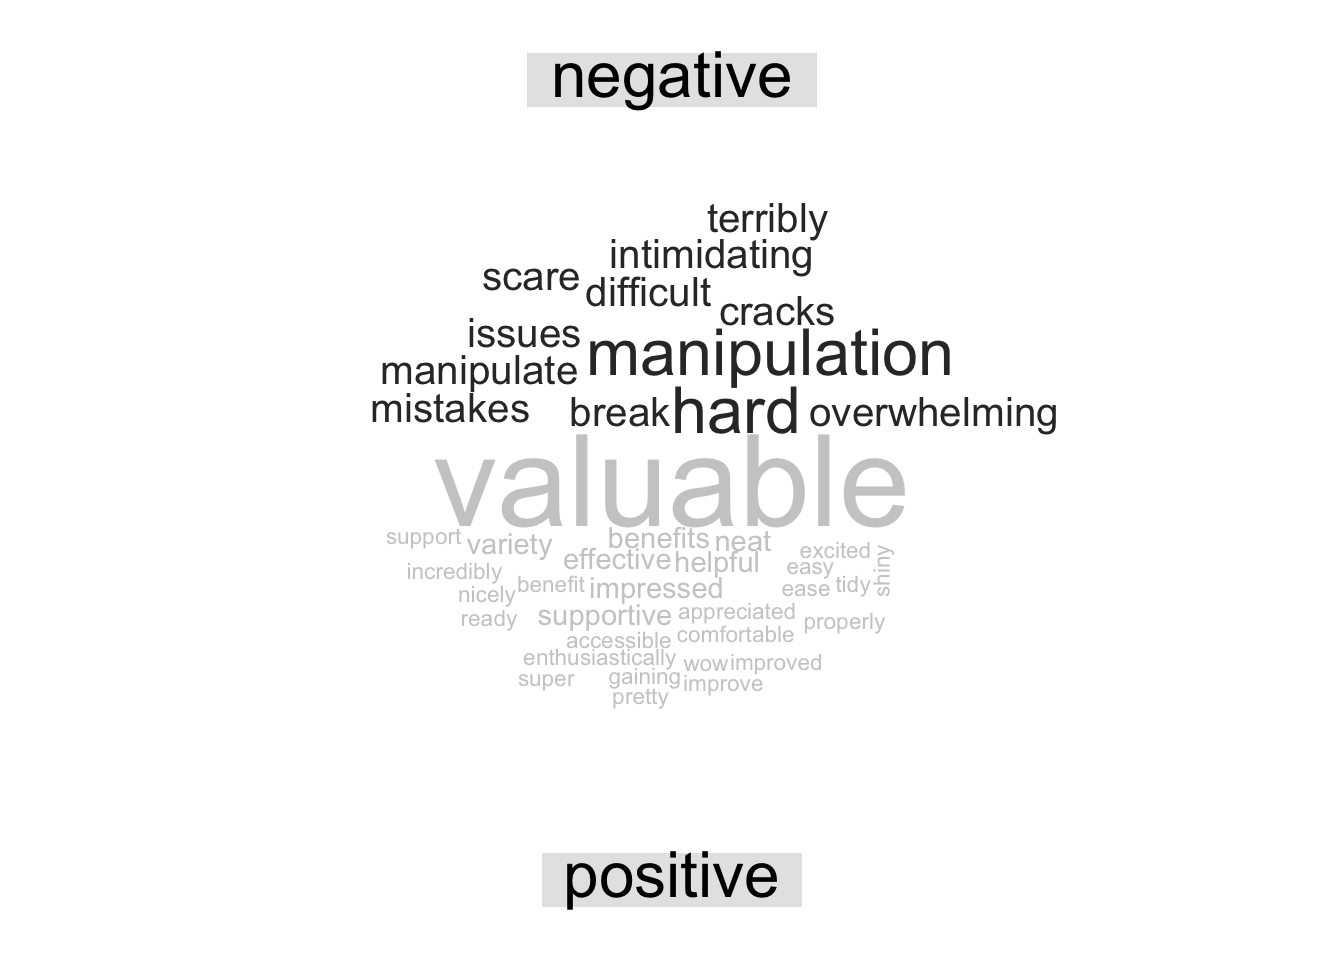 negative
terribly
intimidating
scare
difficult
cracks
issues
manipulation
manipulate
mistakes break hard overwhelming
valuable
support variety benefits neat excited shiny
effective helpful easy
incredibly
nicely benefit impressed ease tidy
ready supportive appreciated properly
accessible comfortable
enthusiastically wow improved
super gaining improve
pretty
positive